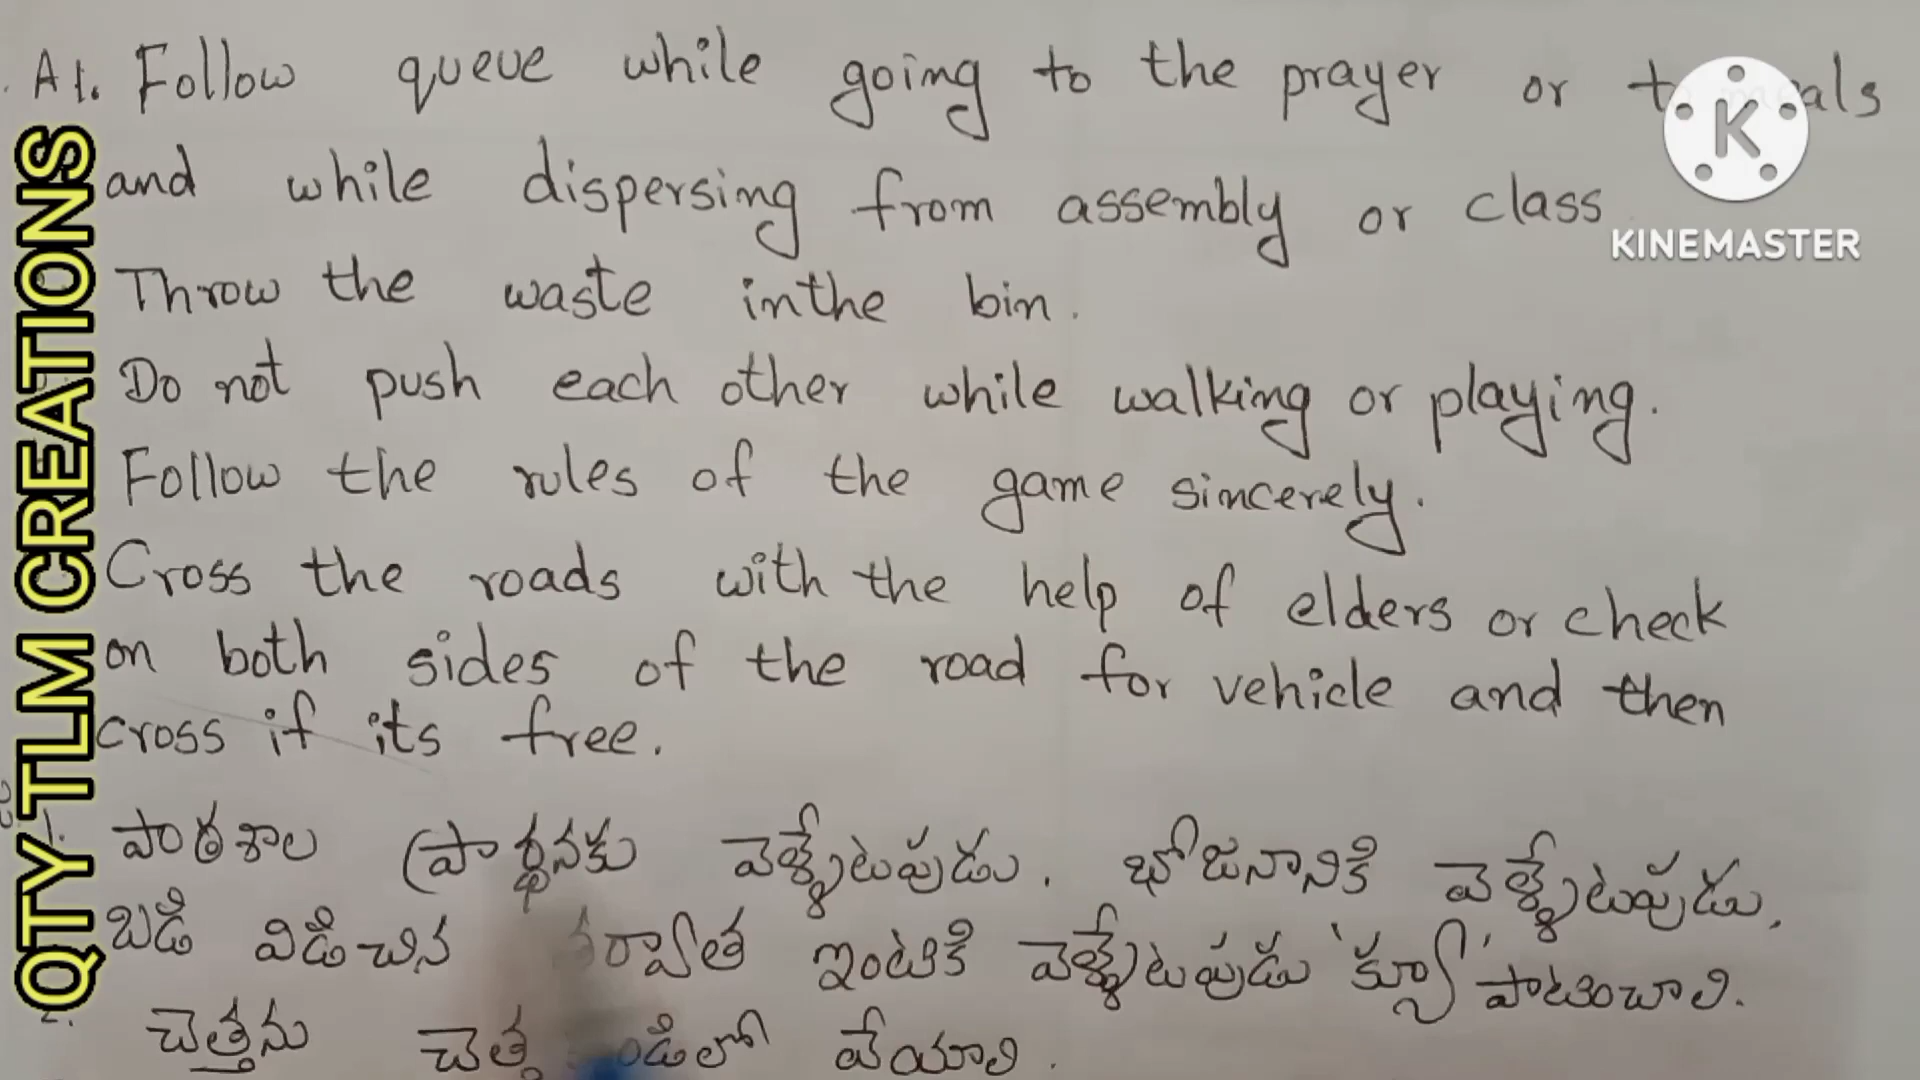 A1. Follow queue while going to the prayer or
and while dispersing from assembly or class
Throw the waste inthe bin.
Do not push each other while walking or playing.
Follow the rules of the game sincerely.
Cross the roads with the help of elders or check
on both sides of the road for vehicle and then
cross if its free.
1. పాఠశాల ప్రార్థనకు వెళ్ళేటపుడు. భోజనానికి వెళ్ళేటపుడు.
బడి విడిచిన ఇంటికి వెళ్ళేటపుడు 'క్యూ' పాటించాలి.
2. చెత్తను వేయాలి.
K
KINEMASTER
QTY TLM CREATIONS